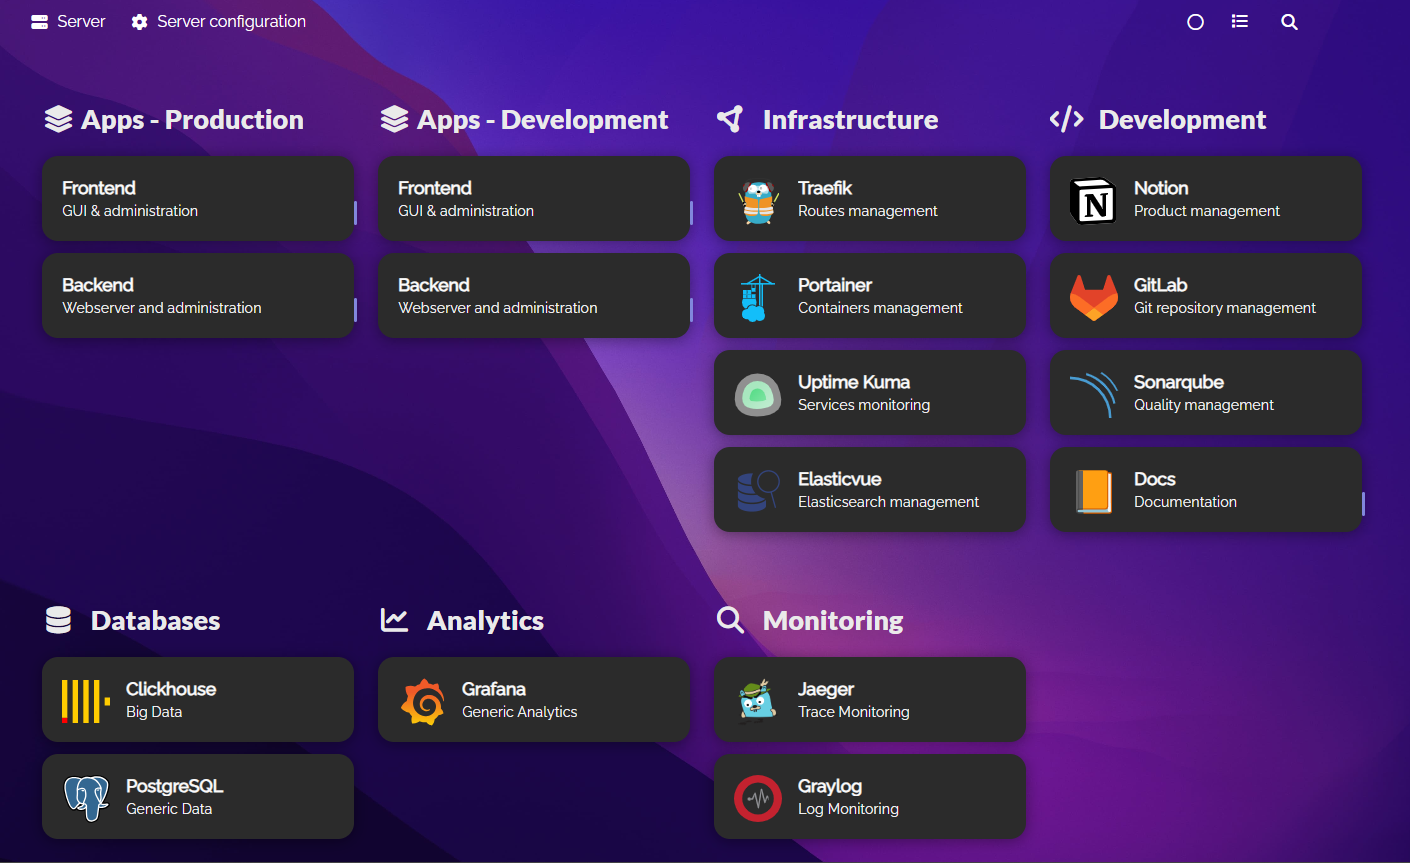 Server
Server configuration
Apps - Production
Frontend
GUI & administration
Backend
Webserver and administration
Apps - Development
Frontend
GUI & administration
Backend
Webserver and administration
Infrastructure
Traefik
Routes management
Portainer
Containers management
Uptime Kuma
Services monitoring
Elasticvue
Elasticsearch management
Development
N
Notion
Product management
GitLab
Git repository management
Sonarqube
Quality management
Docs
Documentation
Databases
Clickhouse
Big Data
PostgreSQL
Generic Data
Analytics
Grafana
Generic Analytics
Monitoring
Jaeger
Trace Monitoring
Graylog
Log Monitoring